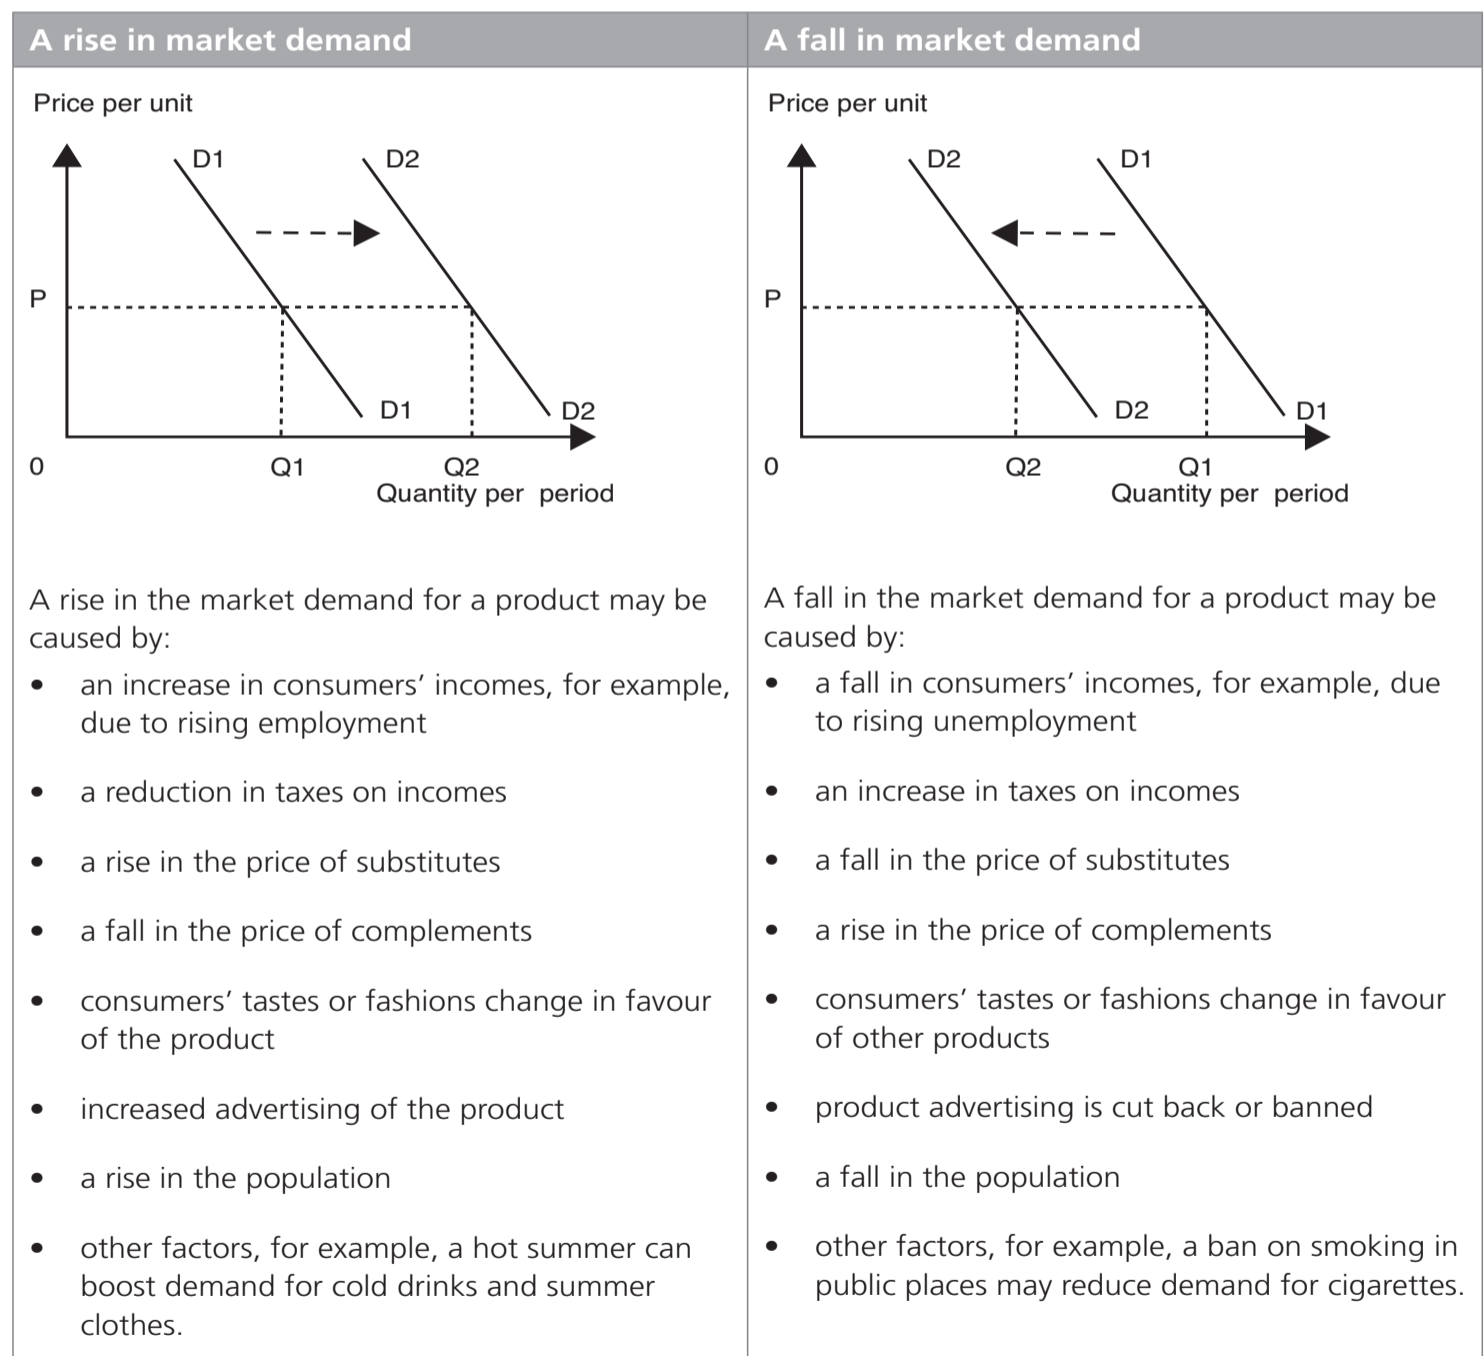 A rise in market demand
Price per unit
D1
D2
P
D1
D2
0
Q1
Q2
Quantity per period
A rise in the market demand for a product may be
caused by:
• an increase in consumers’ incomes, for example,
due to rising employment
• a reduction in taxes on incomes
• a rise in the price of substitutes
• a fall in the price of complements
• consumers’ tastes or fashions change in favour
of the product
• increased advertising of the product
• a rise in the population
• other factors, for example, a hot summer can
boost demand for cold drinks and summer
clothes.
A fall in market demand
Price per unit
D2
D1
P
D2
D1
0
Q2
Q1
Quantity per period
A fall in the market demand for a product may be
caused by:
• a fall in consumers’ incomes, for example, due
to rising unemployment
• an increase in taxes on incomes
• a fall in the price of substitutes
• a rise in the price of complements
• consumers’ tastes or fashions change in favour
of other products
• product advertising is cut back or banned
• a fall in the population
• other factors, for example, a ban on smoking in
public places may reduce demand for cigarettes.